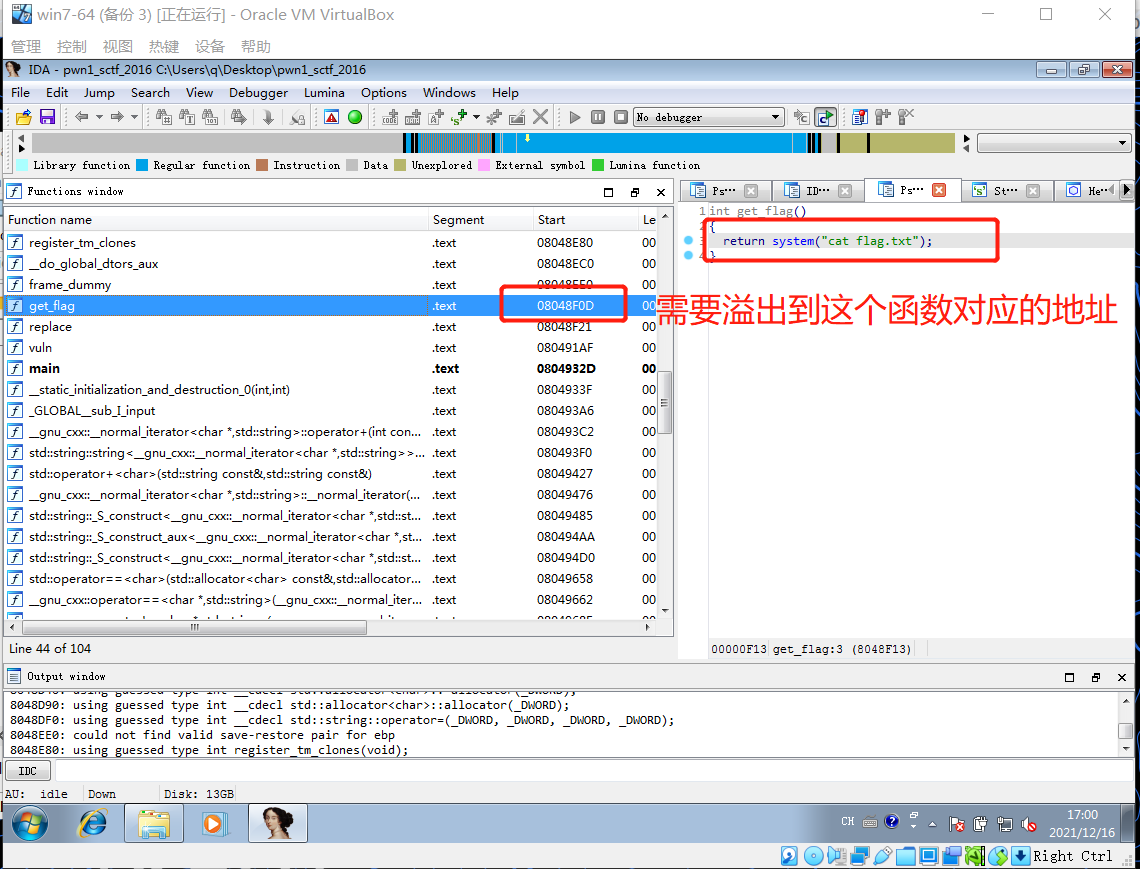 win7-64 (备份 3) [正在运行] - Oracle VM VirtualBox
管理 控制 视图 热键 设备 帮助
IDA - pwn1_sctf_2016 C:\Users\q\Desktop\pwn1_sctf_2016
File Edit Jump Search View Debugger Lumina Options Windows Help
No debugger
Library function Regular function Instruction Data Unexplored External symbol Lumina function
Functions window
Ps··· ID··· Ps··· St··· He··
Function name Segment Start Le
register_tm_clones .text 08048E80 00
__do_global_dtors_aux .text 08048EC0 00
frame_dummy .text 08048EE0 00
get_flag .text 08048F0D 00
replace .text 08048F21 00
vuln .text 080491AF 00
main .text 0804932D 00
__static_initialization_and_destruction_0(int,int) .text 0804933F 00
_GLOBAL__sub_I_input .text 080493A6 00
__gnu_cxx::__normal_iterator<char *,std::string>::operator+(int con... .text 080493C2 00
std::string::string<__gnu_cxx::__normal_iterator<char *,std::string>>... .text 080493F0 00
std::operator+<char>(std::string const&,std::string const&) .text 08049427 00
__gnu_cxx::__normal_iterator<char *,std::string>::__normal_iterator(... .text 08049476 00
std::string::_S_construct<__gnu_cxx::__normal_iterator<char *,std::st... .text 08049485 00
std::string::_S_construct_aux<__gnu_cxx::__normal_iterator<char *,st... .text 080494AA 00
std::string::_S_construct<__gnu_cxx::__normal_iterator<char *,std::st... .text 080494D0 00
std::operator==<char>(std::allocator<char> const&,std::allocator... .text 08049658 00
__gnu_cxx::operator==<char *,std::string>(__gnu_cxx::__normal_iter... .text 08049662 00
Line 44 of 104
1 int get_flag()
{
3 return system("cat flag.txt");
4 }
需要溢出到这个函数对应的地址
00000F13 get_flag:3 (8048F13)
Output window
8048D90: using guessed type int __cdecl std::allocator<char>::allocator(_DWORD);
8048DF0: using guessed type int __cdecl std::string::operator=(_DWORD, _DWORD, _DWORD, _DWORD);
8048EE0: could not find valid save-restore pair for ebp
8048E80: using guessed type int register_tm_clones(void);
IDC
AU: idle Down Disk: 13GB
CH
17:00
2021/12/16
Right Ctrl